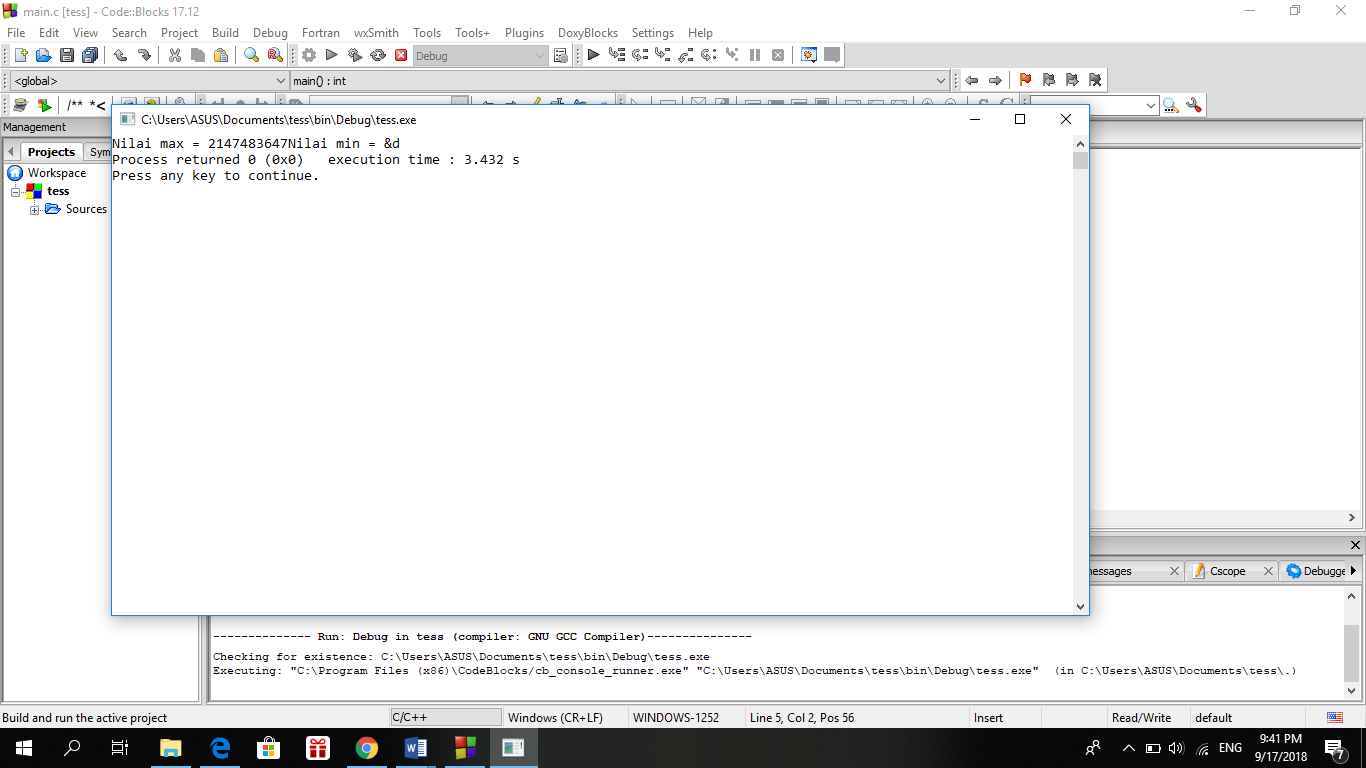 main.c [tess] - Code::Blocks 17.12
File Edit View Search Project Build Debug Fortran wxSmith Tools Tools+ Plugins DoxyBlocks Settings Help
Debug
<global> main() : int
/** *<
Management
C:\Users\ASUS\Documents\tess\bin\Debug\tess.exe
Projects Sym
Workspace
tess
Sources
Nilai max = 2147483647Nilai min = &d
Process returned 0 (0x0)   execution time : 3.432 s
Press any key to continue.
essages Cscope Debugge
-------------- Run: Debug in tess (compiler: GNU GCC Compiler)---------------
Checking for existence: C:\Users\ASUS\Documents\tess\bin\Debug\tess.exe
Executing: "C:\Program Files (x86)\CodeBlocks/cb_console_runner.exe" "C:\Users\ASUS\Documents\tess\bin\Debug\tess.exe"  (in C:\Users\ASUS\Documents\tess\.)
Build and run the active project C/C++ Windows (CR+LF) WINDOWS-1252 Line 5, Col 2, Pos 56 Insert Read/Write default
ENG 9:41 PM
9/17/2018
7